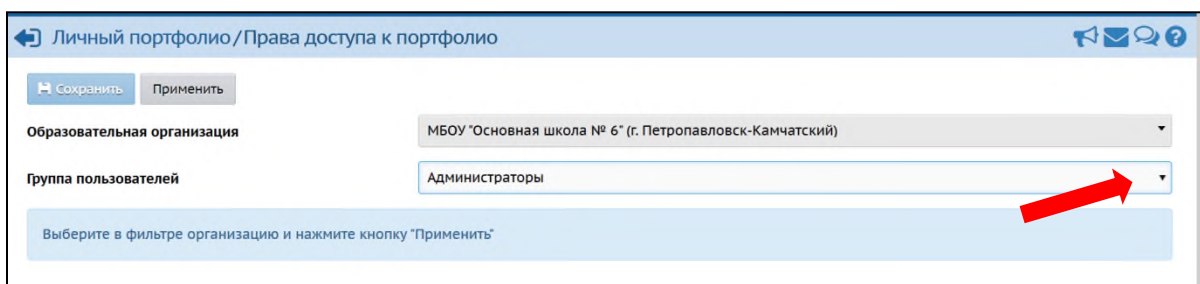 Личный портфолио/Права доступа к портфолио
Сохранить Применить
Образовательная организация МБОУ "Основная школа № 6" (г. Петропавловск-Камчатский)
Группа пользователей Администраторы
Выберите в фильтре организацию и нажмите кнопку "Применить"